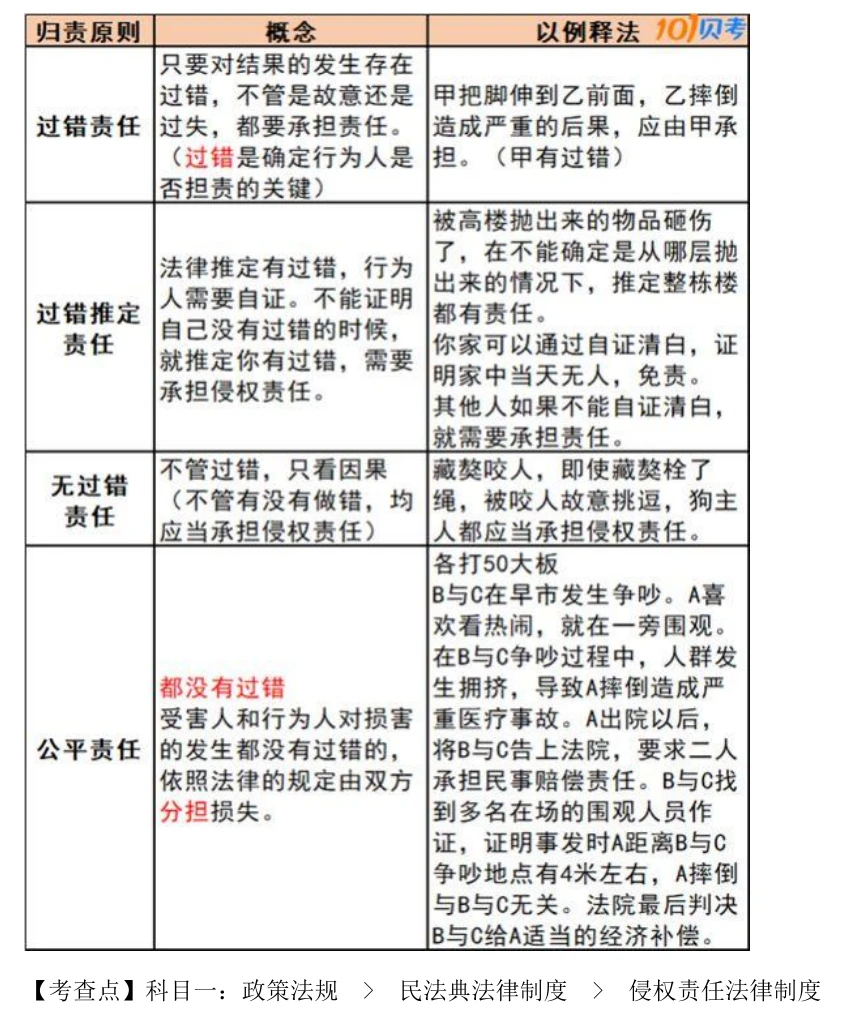 归责原则 概念 以例释法 101贝考
过错责任
只要对结果的发生存在
过错，不管是故意还是
过失，都要承担责任。
（过错是确定行为人是
否担责的关键）
甲把脚伸到乙前面，乙摔倒
造成严重的后果，应由甲承
担。（甲有过错）
过错推定
责任
法律推定有过错，行为
人需要自证。不能证明
自己没有过错的时候，
就推定你有过错，需要
承担侵权责任。
被高楼抛出来的物品砸伤
了，在不能确定是从哪层抛
出来的情况下，推定整栋楼
都有责任。
你家可以通过自证清白，证
明家中当天无人，免责。
其他人如果不能自证清白，
就需要承担责任。
无过错
责任
不管过错，只看因果
（不管有没有做错，均
应当承担侵权责任）
藏獒咬人，即使藏獒栓了
绳，被咬人故意挑逗，狗主
人都应当承担侵权责任。
公平责任
都没有过错
受害人和行为人对损害
的发生都没有过错的，
依照法律的规定由双方
分担损失。
各打50大板
B与C在早市发生争吵。A喜
欢看热闹，就在一旁围观。
在B与C争吵过程中，人群发
生拥挤，导致A摔倒造成严
重医疗事故。A出院以后，
将B与C告上法院，要求二人
承担民事赔偿责任。B与C找
到多名在场的围观人员作
证，证明事发时A距离B与C
争吵地点有4米左右，A摔倒
与B与C无关。法院最后判决
B与C给A适当的经济补偿。
【考查点】科目一：政策法规 > 民法典法律制度 > 侵权责任法律制度